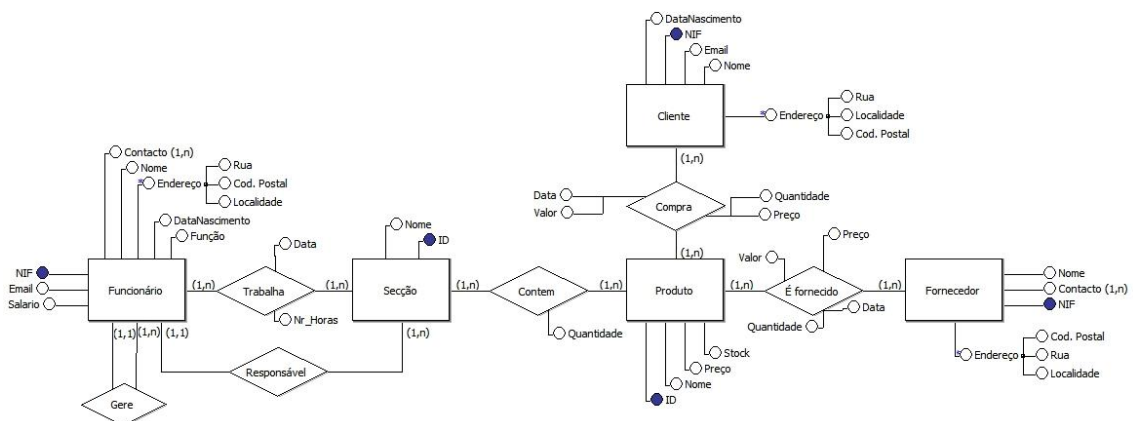 DataNascimento
NIF
Email
Nome
Cliente
Endereço
Rua
Localidade
Cod. Postal
(1,n)
Contacto (1,n)
Nome
Endereço
Rua
Cod. Postal
Localidade
DataNascimento
Função
NIF
Email
Salario
Funcionário
(1,n)
Data
Trabalha
Nr_Horas
(1,n)
Nome
ID
Secção
(1,n)
Contem
Quantidade
(1,n)
Data
Valor
Compra
Quantidade
Preço
(1,n)
Produto
(1,n)
Valor
Preço
É fornecido
Quantidade
Data
(1,n)
Fornecedor
Nome
Contacto (1,n)
NIF
Endereço
Cod. Postal
Rua
Localidade
Stock
Preço
Nome
ID
(1,1)
(1,n)
(1,1)
(1,n)
Responsável
Gere